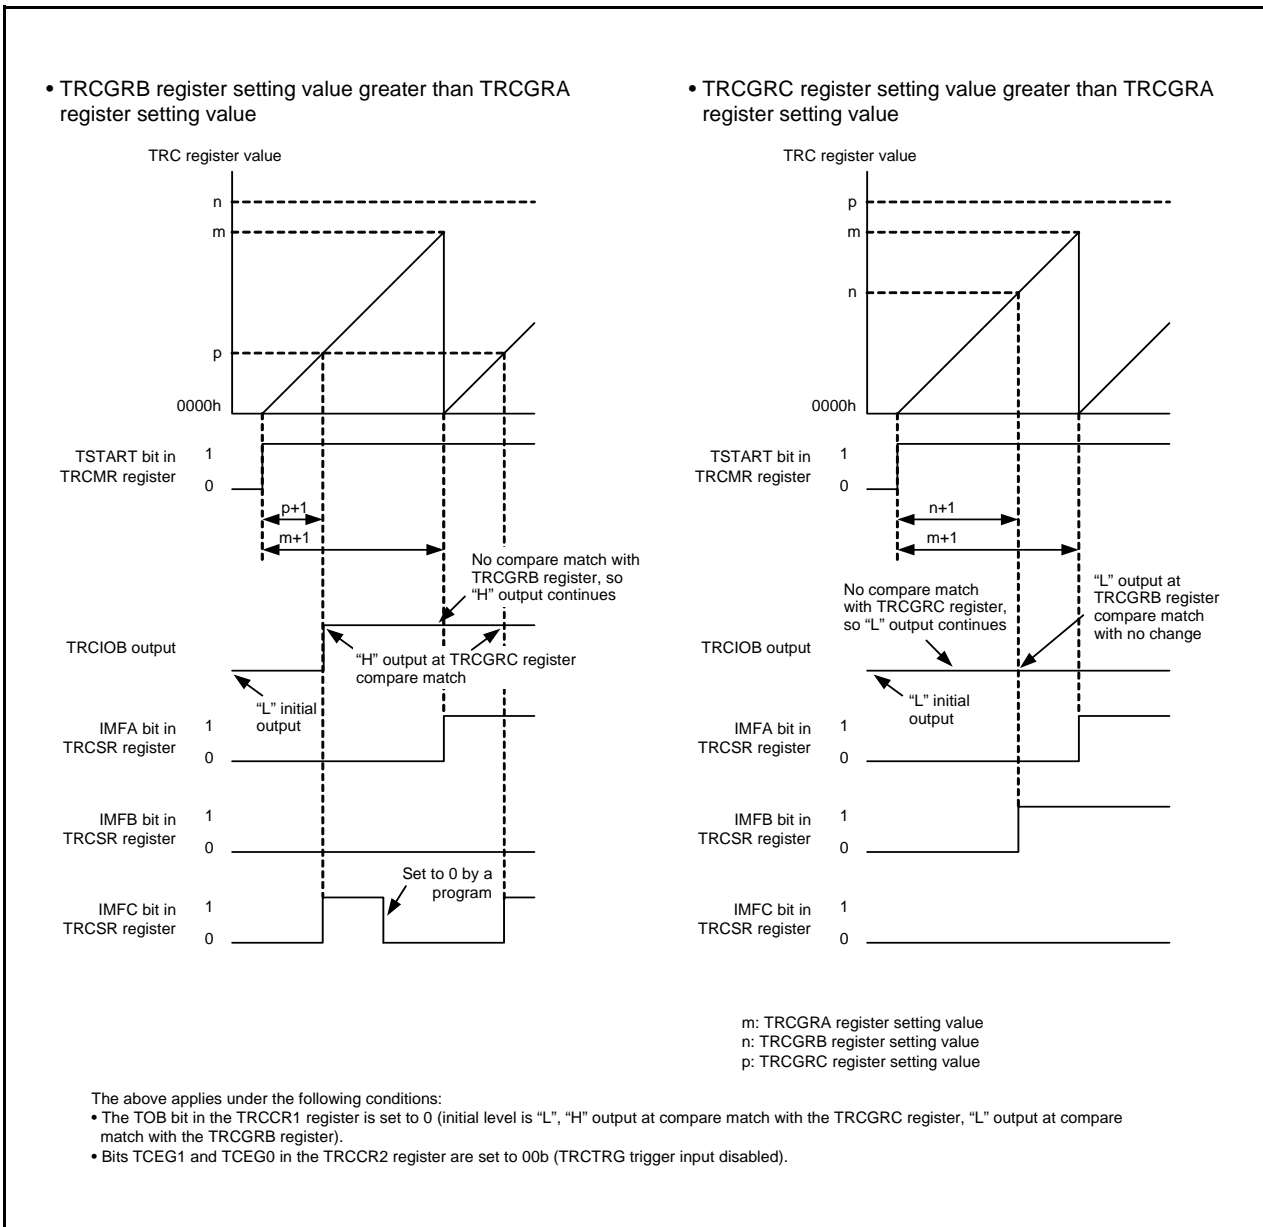 • TRCGRB register setting value greater than TRCGRA
register setting value
TRC register value
n
m
p
0000h
TSTART bit in
TRCMR register
1
0
p+1
m+1
No compare match with
TRCGRB register, so
“H” output continues
TRCIOB output
“H” output at TRCGRC register
compare match
“L” initial
output
IMFA bit in
TRCSR register
1
0
IMFB bit in
TRCSR register
1
0
Set to 0 by a
program
IMFC bit in
TRCSR register
1
0
• TRCGRC register setting value greater than TRCGRA
register setting value
TRC register value
p
m
n
0000h
TSTART bit in
TRCMR register
1
0
n+1
m+1
No compare match
with TRCGRC register,
so “L” output continues
“L” output at
TRCGRB register
compare match
with no change
TRCIOB output
“L” initial
output
IMFA bit in
TRCSR register
1
0
IMFB bit in
TRCSR register
1
0
IMFC bit in
TRCSR register
1
0
m: TRCGRA register setting value
n: TRCGRB register setting value
p: TRCGRC register setting value
The above applies under the following conditions:
• The TOB bit in the TRCCR1 register is set to 0 (initial level is “L”, “H” output at compare match with the TRCGRC register, “L” output at compare
match with the TRCGRB register).
• Bits TCEG1 and TCEG0 in the TRCCR2 register are set to 00b (TRCTRG trigger input disabled).